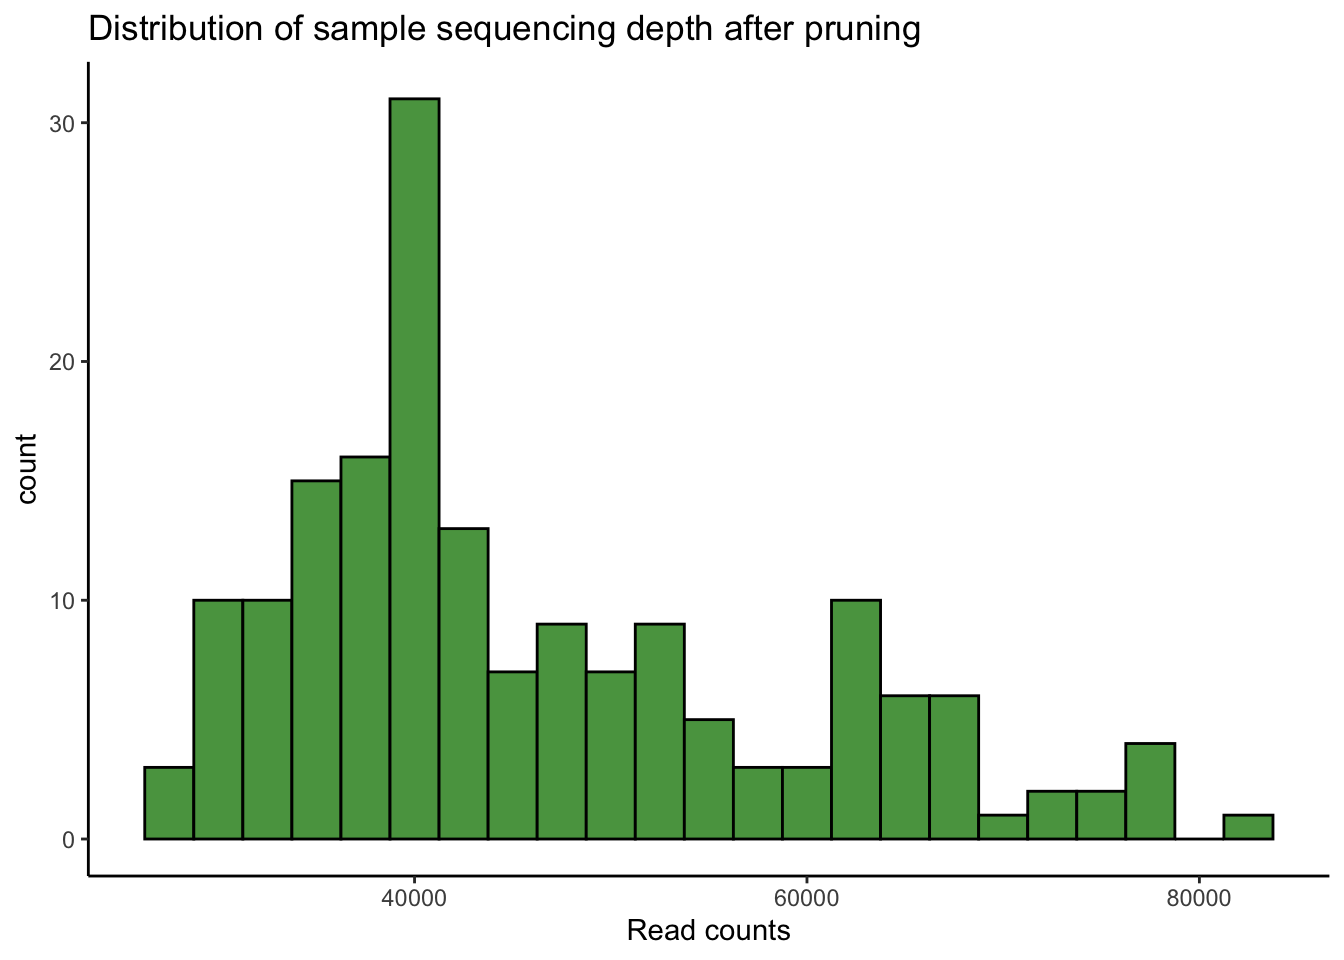 Distribution of sample sequencing depth after pruning
30
20
10
0
count
40000
60000
80000
Read counts